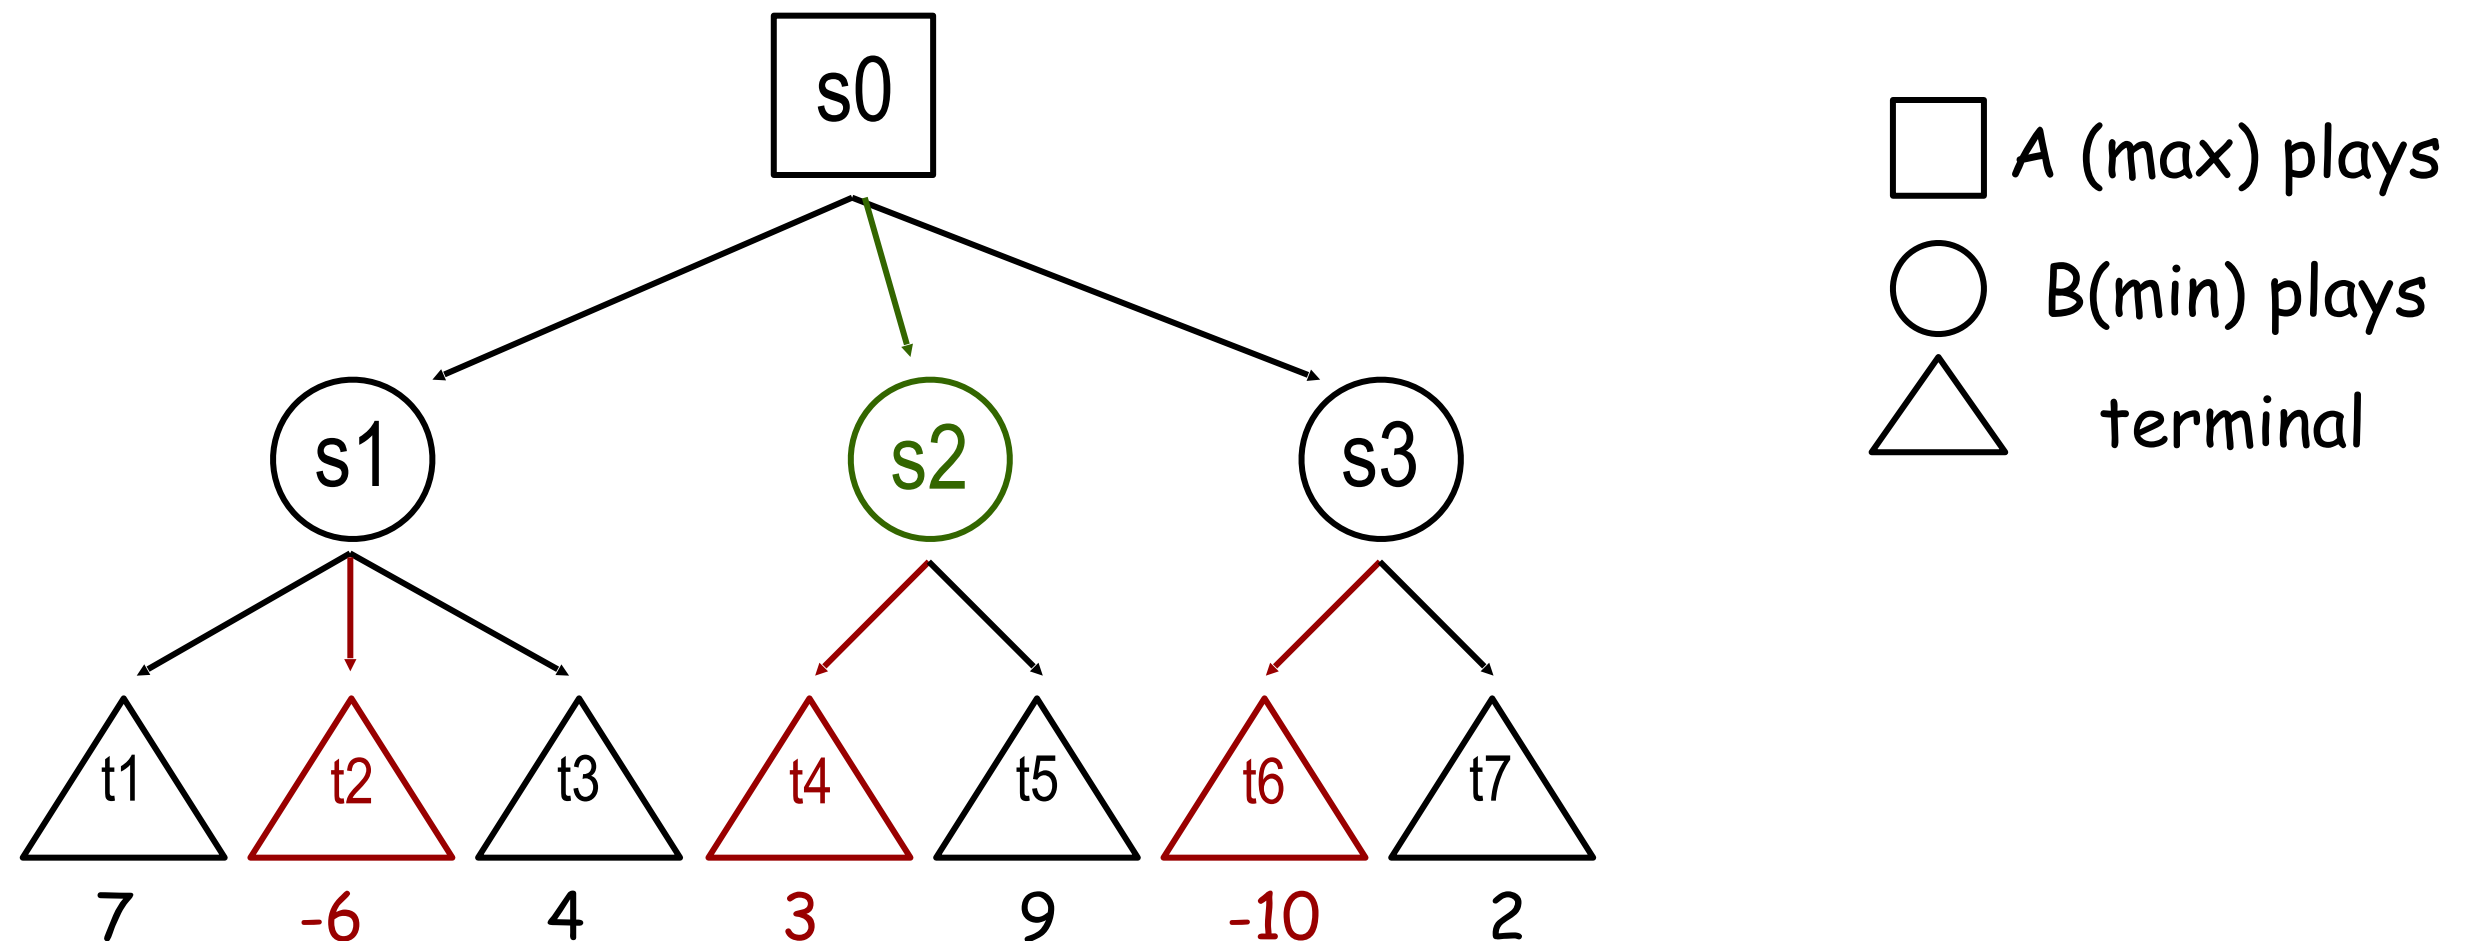 s0
A (max) plays
B(min) plays
terminal
s1 s2 s3
t1 t2 t3 t4 t5 t6 t7
7 -6 4 3 9 -10 2